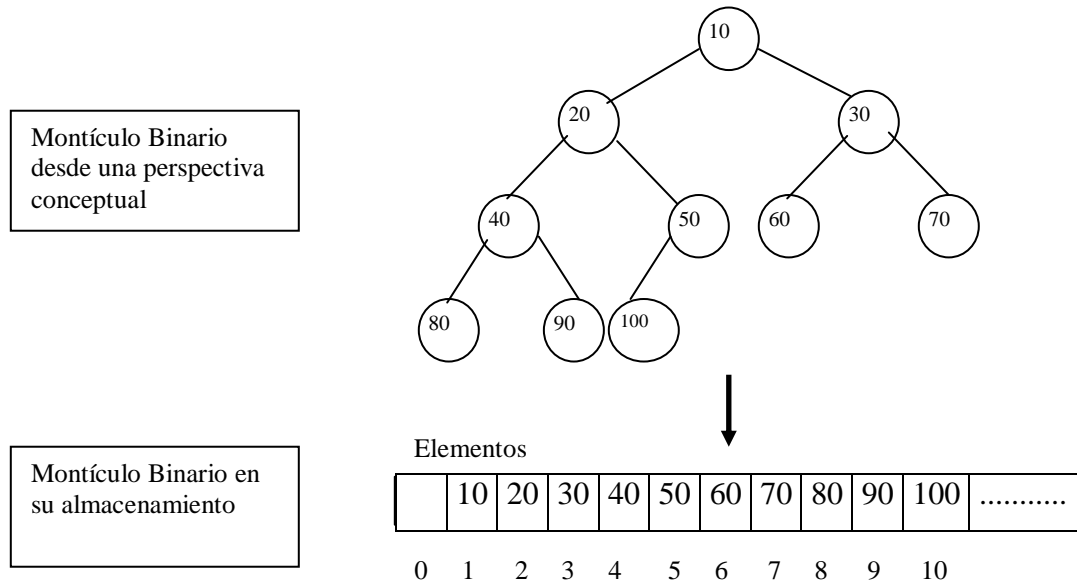 10
20
30
Montículo Binario
desde una perspectiva
conceptual
40
50
60
70
80
90
100
Elementos
Montículo Binario en
su almacenamiento
10 20 30 40 50 60 70 80 90 100 ...........
0 1 2 3 4 5 6 7 8 9 10